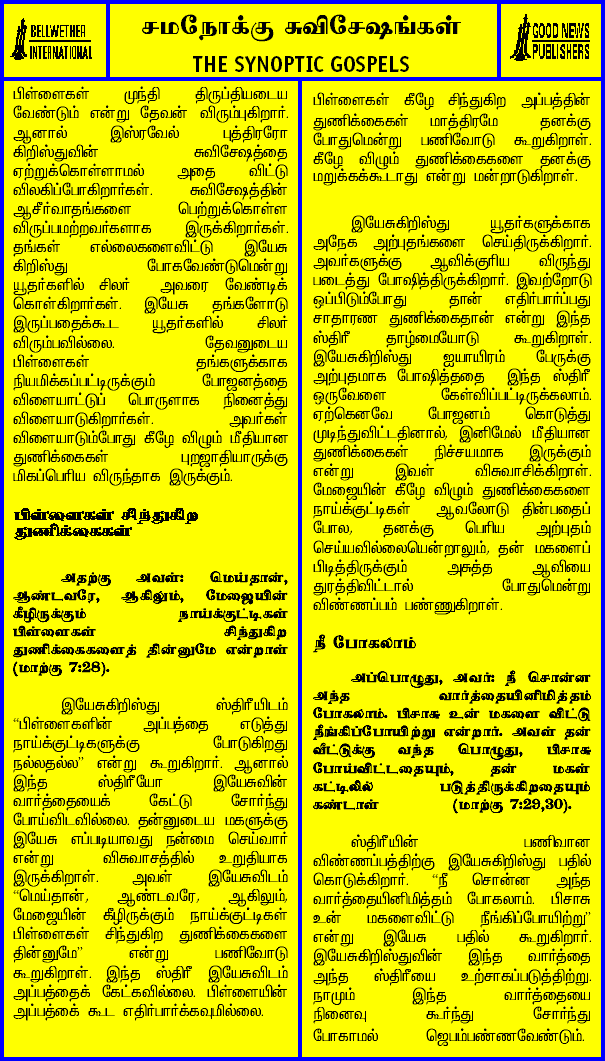 BELLWETHER
INTERNATIONAL
சமநோக்கு சுவிசேஷங்கள்
THE SYNOPTIC GOSPELS
GOOD NEWS
PUBLISHERS
பிள்ளைகள் முந்தி திருப்தியடைய
வேண்டும் என்று தேவன் விரும்புகிறார்.
ஆனால் இஸ்ரவேல் புத்திரரோ
கிறிஸ்துவின் சுவிசேஷத்தை
ஏற்றுக்கொள்ளாமல் அதை விட்டு
விலகிப்போகிறார்கள். சுவிசேஷத்தின்
ஆசீர்வாதங்களை பெற்றுக்கொள்ள
விருப்பமற்றவர்களாக இருக்கிறார்கள்.
தங்கள் எல்லைகளைவிட்டு இயேசு
கிறிஸ்து போகவேண்டுமென்று
யூதர்களில் சிலர் அவரை வேண்டிக்
கொள்கிறார்கள். இயேசு தங்களோடு
இருப்பதைக்கூட யூதர்களில் சிலர்
விரும்பவில்லை. தேவனுடைய
பிள்ளைகள் தங்களுக்காக
நியமிக்கப்பட்டிருக்கும் போஜனத்தை
விளையாட்டுப் பொருளாக நினைத்து
விளையாடுகிறார்கள். அவர்கள்
விளையாடும்போது கீழே விழும் மீதியான
துணிக்கைகள் புறஜாதியாருக்கு
மிகப்பெரிய விருந்தாக இருக்கும்.
பிள்ளைகள் சிந்துகிற
துணிக்கைகள்
அதற்கு அவள்: மெய்தான்,
ஆண்டவரே, ஆகிலும், மேஜையின்
கீழிருக்கும் நாய்க்குட்டிகள்
பிள்ளைகள் சிந்துகிற
துணிக்கைகளைத் தின்னுமே என்றாள்
(மாற்கு 7:28).
இயேசுகிறிஸ்து ஸ்திரீயிடம்
"பிள்ளைகளின் அப்பத்தை எடுத்து
நாய்க்குட்டிகளுக்கு போடுகிறது
நல்லதல்ல" என்று கூறுகிறார். ஆனால்
இந்த ஸ்திரீயோ இயேசுவின்
வார்த்தையைக் கேட்டு சோர்ந்து
போய்விடவில்லை. தன்னுடைய மகளுக்கு
இயேசு எப்படியாவது நன்மை செய்வார்
என்று விசுவாசத்தில் உறுதியாக
இருக்கிறாள். அவள் இயேசுவிடம்
"மெய்தான், ஆண்டவரே, ஆகிலும்,
மேஜையின் கீழிருக்கும் நாய்க்குட்டிகள்
பிள்ளைகள் சிந்துகிற துணிக்கைகளை
தின்னுமே" என்று பணிவோடு
கூறுகிறாள். இந்த ஸ்திரீ இயேசுவிடம்
அப்பத்தைக் கேட்கவில்லை. பிள்ளையின்
அப்பத்தைக் கூட எதிர்பார்க்கவுமில்லை.
பிள்ளைகள் கீழே சிந்துகிற அப்பத்தின்
துணிக்கைகள் மாத்திரமே தனக்கு
போதுமென்று பணிவோடு கூறுகிறாள்.
கீழே விழும் துணிக்கைகளை தனக்கு
மறுக்கக்கூடாது என்று மன்றாடுகிறாள்.
இயேசுகிறிஸ்து யூதர்களுக்காக
அநேக அற்புதங்களை செய்திருக்கிறார்.
அவர்களுக்கு ஆவிக்குரிய விருந்து
படைத்து போஷித்திருக்கிறார். இவற்றோடு
ஒப்பிடும்போது தான் எதிர்பார்ப்பது
சாதாரண துணிக்கைதான் என்று இந்த
ஸ்திரீ தாழ்மையோடு கூறுகிறாள்.
இயேசுகிறிஸ்து ஐயாயிரம் பேருக்கு
அற்புதமாக போஷித்ததை இந்த ஸ்திரீ
ஒருவேளை கேள்விப்பட்டிருக்கலாம்.
ஏற்கெனவே போஜனம் கொடுத்து
முடிந்துவிட்டதினால், இனிமேல் மீதியான
துணிக்கைகள் நிச்சயமாக இருக்கும்
என்று இவள் விசுவாசிக்கிறாள்.
மேஜையின் கீழே விழும் துணிக்கைகளை
நாய்க்குட்டிகள் ஆவலோடு தின்பதைப்
போல, தனக்கு பெரிய அற்புதம்
செய்யவில்லையென்றாலும், தன் மகளைப்
பிடித்திருக்கும் அசுத்த ஆவியை
துரத்திவிட்டால் போதுமென்று
விண்ணப்பம் பண்ணுகிறாள்.
நீ போகலாம்
அப்பொழுது, அவர்: நீ சொன்ன
அந்த வார்த்தையினிமித்தம்
போகலாம். பிசாசு உன் மகளை விட்டு
நீங்கிப்போயிற்று என்றார். அவள் தன்
வீட்டுக்கு வந்த பொழுது, பிசாசு
போய்விட்டதையும், தன் மகள்
கட்டிலில் படுத்திருக்கிறதையும்
கண்டாள் (மாற்கு 7:29,30).
ஸ்திரீயின் பணிவான
விண்ணப்பத்திற்கு இயேசுகிறிஸ்து பதில்
கொடுக்கிறார். "நீ சொன்ன அந்த
வார்த்தையினிமித்தம் போகலாம். பிசாசு
உன் மகளைவிட்டு நீங்கிப்போயிற்று"
என்று இயேசு பதில் கூறுகிறார்.
இயேசுகிறிஸ்துவின் இந்த வார்த்தை
அந்த ஸ்திரீயை உற்சாகப்படுத்திற்று.
நாமும் இந்த வார்த்தையை
நினைவு கூர்ந்து சோர்ந்து
போகாமல் ஜெபம்பண்ணவேண்டும்.